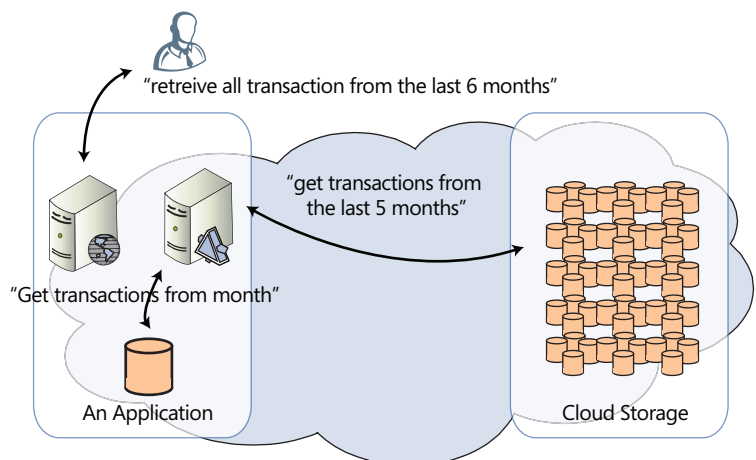 “retreive all transaction from the last 6 months”
“get transactions from
the last 5 months”
“Get transactions from month”
An Application
Cloud Storage